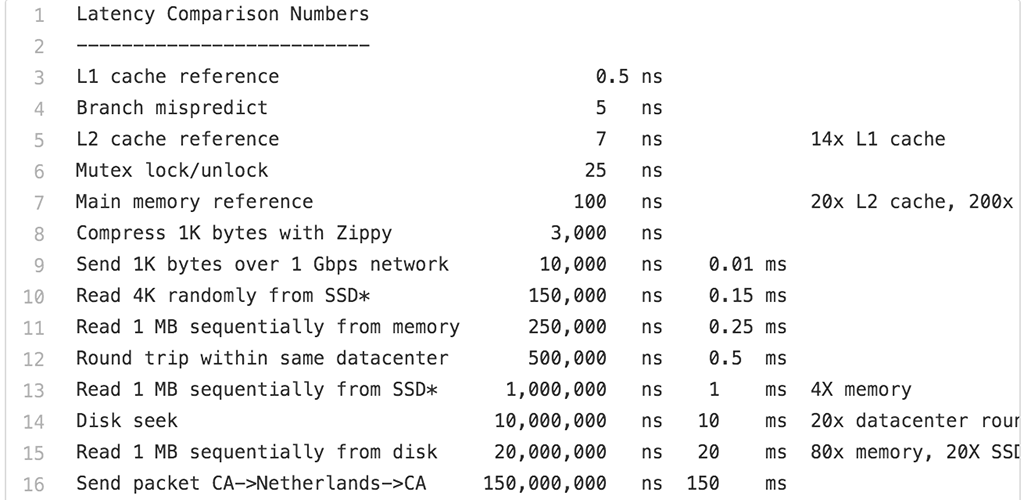 1 Latency Comparison Numbers
2 --------------------------
3 L1 cache reference 0.5 ns
4 Branch mispredict 5 ns
5 L2 cache reference 7 ns 14x L1 cache
6 Mutex lock/unlock 25 ns
7 Main memory reference 100 ns 20x L2 cache, 200x
8 Compress 1K bytes with Zippy 3,000 ns
9 Send 1K bytes over 1 Gbps network 10,000 ns 0.01 ms
10 Read 4K randomly from SSD* 150,000 ns 0.15 ms
11 Read 1 MB sequentially from memory 250,000 ns 0.25 ms
12 Round trip within same datacenter 500,000 ns 0.5 ms
13 Read 1 MB sequentially from SSD* 1,000,000 ns 1 ms 4X memory
14 Disk seek 10,000,000 ns 10 ms 20x datacenter
15 Read 1 MB sequentially from disk 20,000,000 ns 20 ms 80x memory, 20X SSD
16 Send packet CA->Netherlands->CA 150,000,000 ns 150 ms